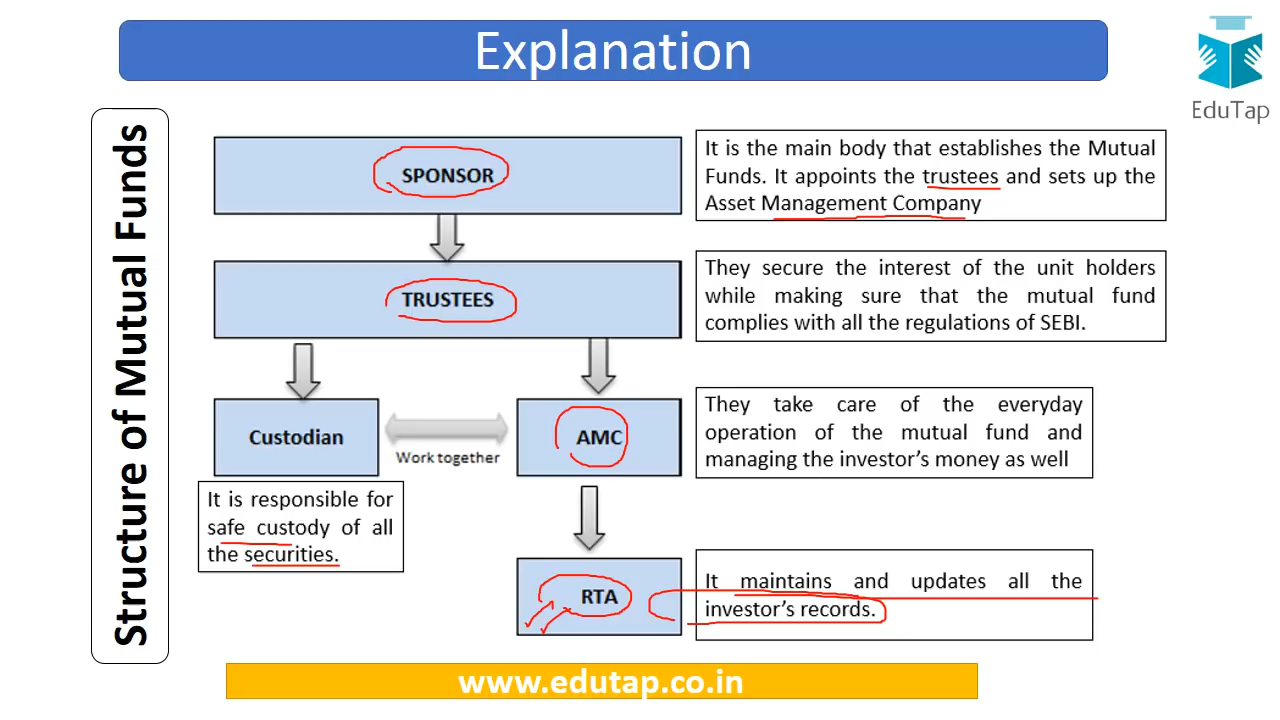 Explanation
EduTap
Structure of Mutual Funds
SPONSOR
It is the main body that establishes the Mutual
Funds. It appoints the trustees and sets up the
Asset Management Company
TRUSTEES
They secure the interest of the unit holders
while making sure that the mutual fund
complies with all the regulations of SEBI.
Custodian
Work together
AMC
They take care of the everyday
operation of the mutual fund and
managing the investor's money as well
It is responsible for
safe custody of all
the securities.
RTA
It maintains and updates all the
investor's records.
www.edutap.co.in